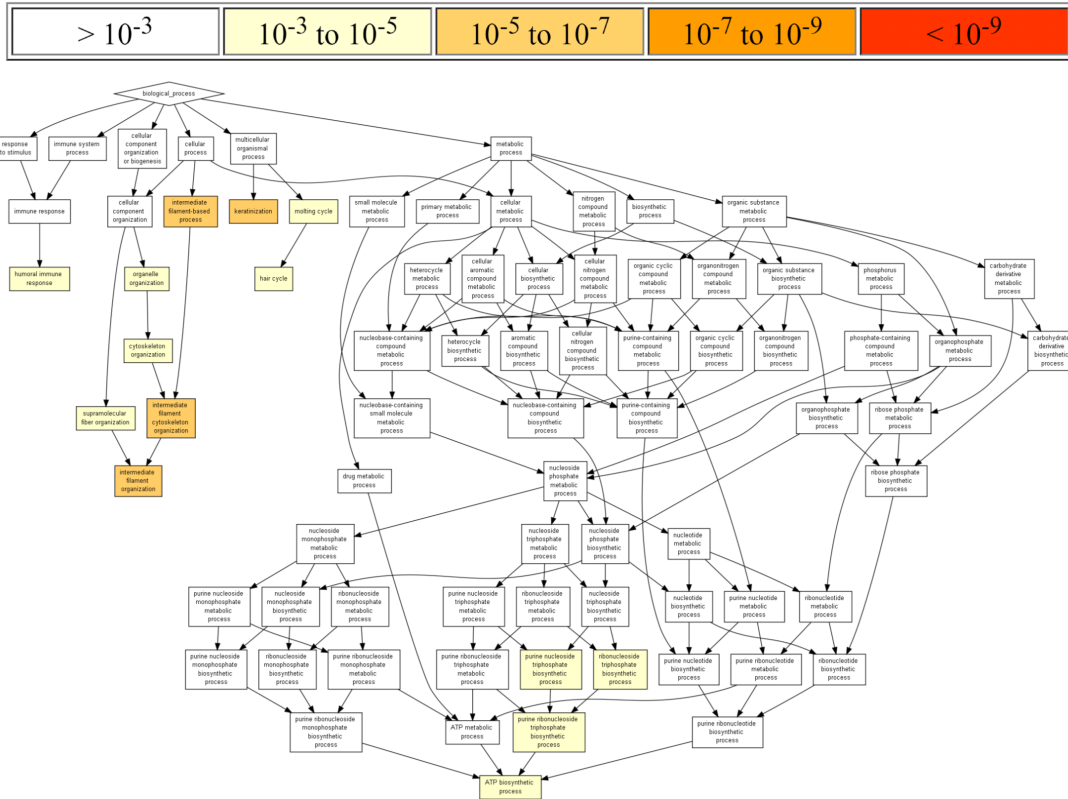 > 10-3
10-3 to 10-5
10-5 to 10-7
10-7 to 10-9
< 10-9
biological_process
response
to stimulus
immune system
process
cellular
component
organization
or biogenesis
cellular
process
multicellular
organismal
process
metabolic
process
immune response
cellular
component
organization
intermediate
filament-based
process
keratinization
molting cycle
small molecule
metabolic
process
primary metabolic
process
cellular
metabolic
process
nitrogen
compound
metabolic
process
biosynthetic
process
organic substance
metabolic
process
humoral immune
response
organelle
organization
hair cycle
heterocycle
metabolic
process
cellular
aromatic
compound
metabolic
process
cellular
biosynthetic
process
cellular
nitrogen
compound
metabolic
process
organic cyclic
compound
metabolic
process
organonitrogen
compound
metabolic
process
organic substance
biosynthetic
process
phosphorus
metabolic
process
carbohydrate
derivative
metabolic
process
cytoskeleton
organization
nucleobase-containing
compound
metabolic
process
heterocycle
biosynthetic
process
aromatic
compound
biosynthetic
process
cellular
nitrogen
compound
biosynthetic
process
purine-containing
compound
metabolic
process
organic cyclic
compound
biosynthetic
process
organonitrogen
compound
biosynthetic
process
phosphate-containing
compound
metabolic
process
organophosphate
metabolic
process
carbohydrate
derivative
biosynthetic
process
supramolecular
fiber organization
intermediate
filament
cytoskeleton
organization
nucleobase-containing
small molecule
metabolic
process
nucleobase-containing
compound
biosynthetic
process
purine-containing
compound
biosynthetic
process
organophosphate
biosynthetic
process
ribose phosphate
metabolic
process
intermediate
filament
organization
drug metabolic
process
nucleoside
phosphate
metabolic
process
ribose phosphate
biosynthetic
process
nucleoside
monophosphate
metabolic
process
nucleoside
triphosphate
metabolic
process
nucleoside
phosphate
biosynthetic
process
nucleotide
metabolic
process
purine nucleoside
monophosphate
metabolic
process
nucleoside
monophosphate
biosynthetic
process
ribonucleoside
monophosphate
metabolic
process
purine nucleoside
triphosphate
metabolic
process
ribonucleoside
triphosphate
metabolic
process
nucleoside
triphosphate
biosynthetic
process
nucleotide
biosynthetic
process
purine nucleotide
metabolic
process
ribonucleotide
metabolic
process
purine nucleoside
monophosphate
biosynthetic
process
ribonucleoside
monophosphate
biosynthetic
process
purine ribonucleoside
monophosphate
metabolic
process
purine ribonucleoside
triphosphate
metabolic
process
purine nucleoside
triphosphate
biosynthetic
process
ribonucleoside
triphosphate
biosynthetic
process
purine nucleotide
biosynthetic
process
purine ribonucleotide
metabolic
process
ribonucleotide
biosynthetic
process
purine ribonucleoside
monophosphate
biosynthetic
process
ATP metabolic
process
purine ribonucleoside
triphosphate
biosynthetic
process
purine ribonucleotide
biosynthetic
process
ATP biosynthetic
process